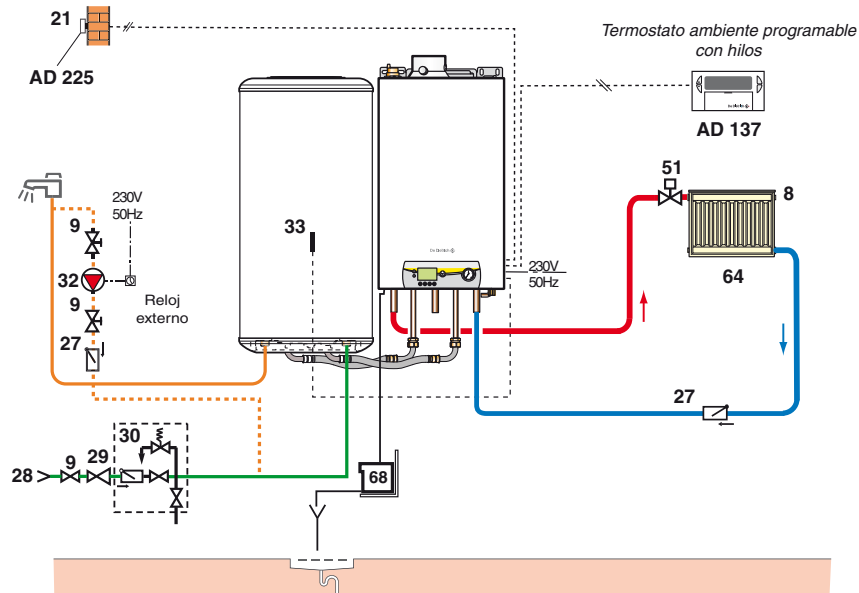 21
AD 225
Termostato ambiente programable
con hilos
AD 137
51
8
64
9
230V
50Hz
32
Reloj
externo
9
27
33
230V
50Hz
27
30
28
9
29
68